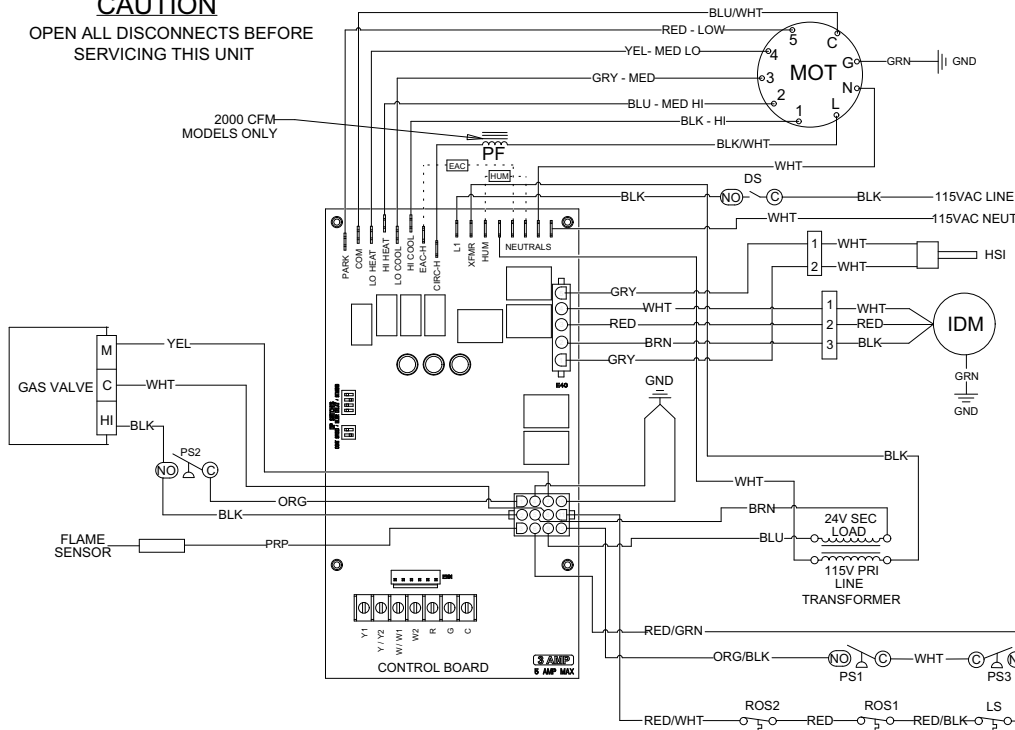 CAUTION
OPEN ALL DISCONNECTS BEFORE
SERVICING THIS UNIT
BLU/WHT
RED - LOW
YEL- MED LO
GRY - MED
BLU - MED HI
BLK - HI
BLK/WHT
WHT
5
C
4
G
3
MOT
N
2
L
1
GRN
GND
2000 CFM
MODELS ONLY
PF
EAC
HUM
DS
BLK
NO
C
BLK
115VAC LINE
WHT
115VAC NEUT
PARK
COM
LO HEAT
HI HEAT
LO COOL
HI COOL
EAC-H
CIRC-H
L1
XFMR
HUM
NEUTRALS
1
WHT
2
WHT
HSI
GRY
WHT
RED
BRN
GRY
1
WHT
2
RED
3
BLK
IDM
GRN
GND
E40
GND
M
YEL
GAS VALVE
C
WHT
HI
BLK
PS2
NO
C
ORG
BLK
FLAME
SENSOR
PRP
BLK
WHT
BRN
BLU
24V SEC
LOAD
115V PRI
LINE
TRANSFORMER
Y1
Y / Y2
W / W1
W2
R
G
C
CONTROL BOARD
3 AMP
5 AMP MAX
RED/GRN
ORG/BLK
NO
C
WHT
C
PS1
PS3
RED/WHT
ROS2
RED
ROS1
RED/BLK
LS